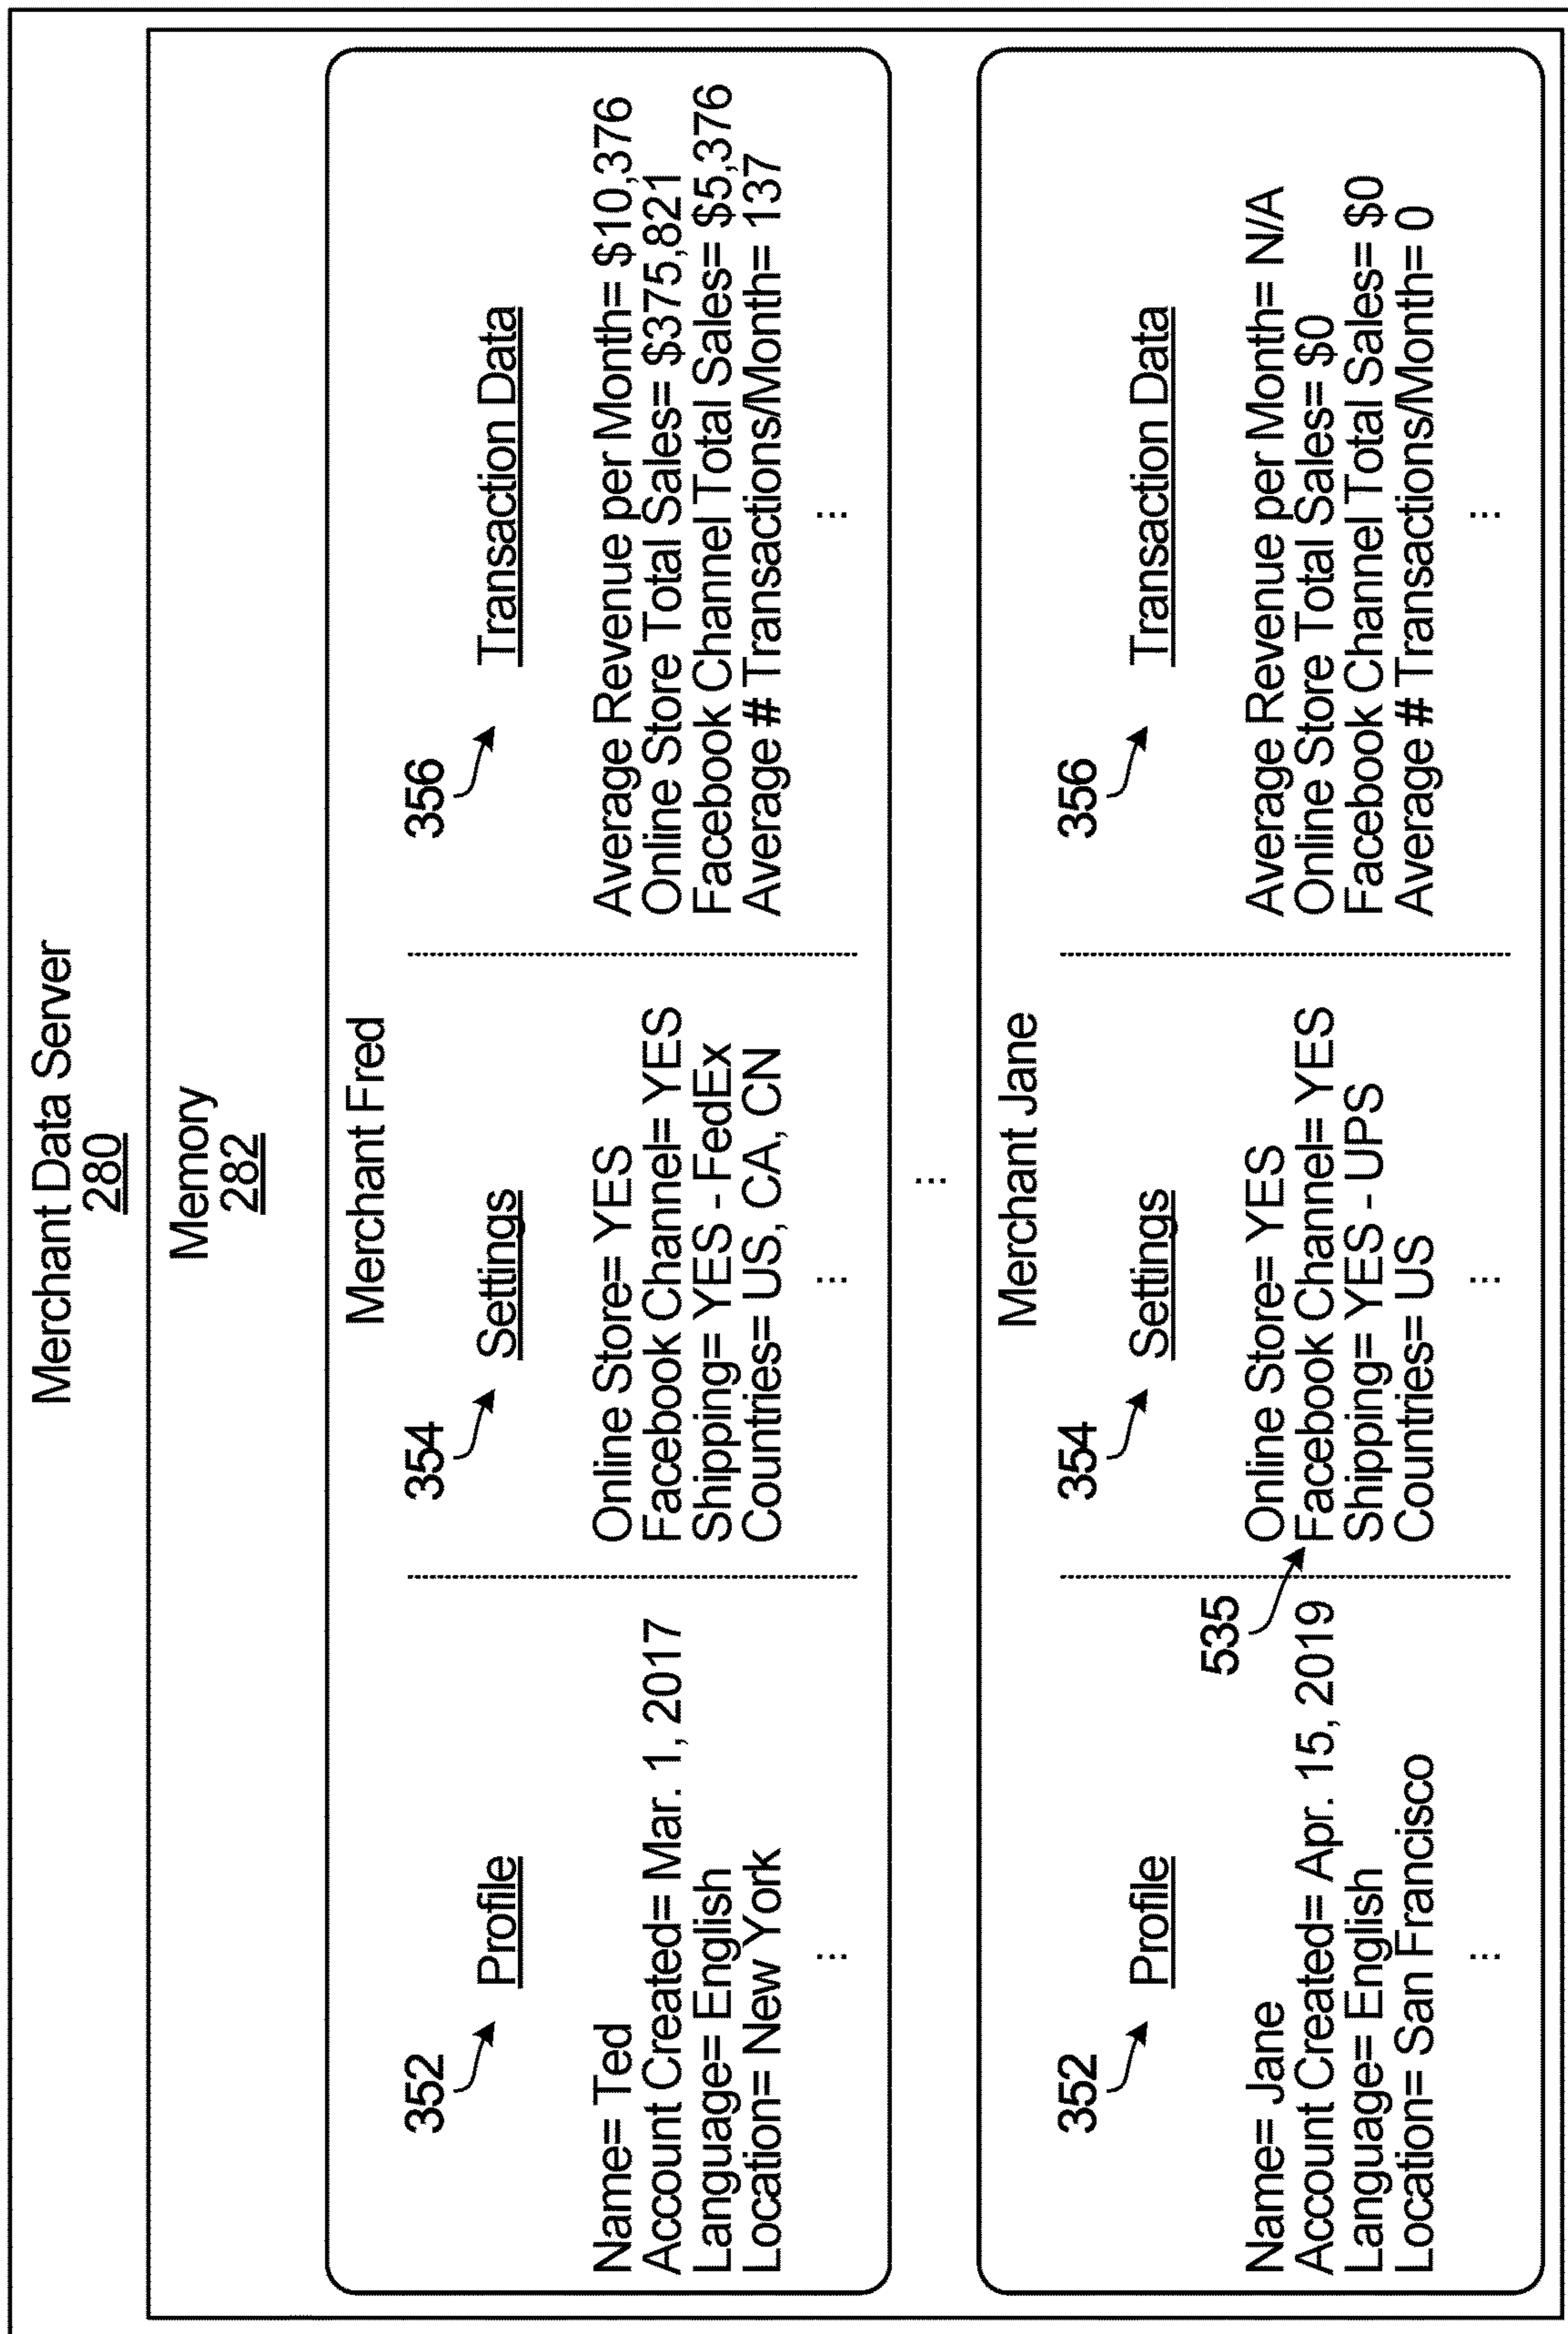 Merchant Data Server
280
Memory
282
Merchant Fred
352
Profile
Name= Ted
Account Created= Mar. 1, 2017
Language= English
Location= New York
...
354
Settings
Online Store= YES
Facebook Channel= YES
Shipping= YES - FedEx
Countries= US, CA, CN
...
356
Transaction Data
Average Revenue per Month= $10,376
Online Store Total Sales= $375,821
Facebook Channel Total Sales= $5,376
Average # Transactions/Month= 137
...
...
Merchant Jane
352
Profile
Name= Jane
Account Created= Apr. 15, 2019
Language= English
Location= San Francisco
...
535
354
Settings
Online Store= YES
Facebook Channel= YES
Shipping= YES - UPS
Countries= US
...
356
Transaction Data
Average Revenue per Month= N/A
Online Store Total Sales= $0
Facebook Channel Total Sales= $0
Average # Transactions/Month= 0
...